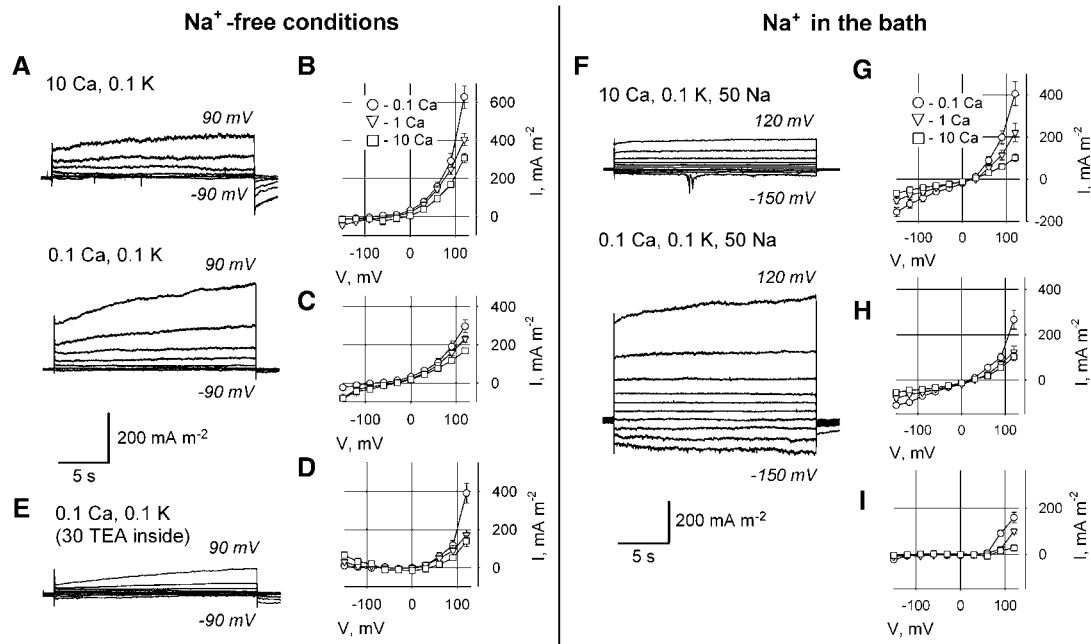 Na+ -free conditions
Na+ in the bath
A
10 Ca, 0.1 K
90 mV
-90 mV
0.1 Ca, 0.1 K
90 mV
-90 mV
200 mA m-2
5 s
E
0.1 Ca, 0.1 K
(30 TEA inside)
90 mV
-90 mV
B
- 0.1 Ca
- 1 Ca
- 10 Ca
600
400
200
0
I, mA m-2
-100 0 100
V, mV
C
400
200
0
I, mA m-2
-100 0 100
V, mV
D
400
200
0
I, mA m-2
-100 0 100
V, mV
F
10 Ca, 0.1 K, 50 Na
120 mV
-150 mV
0.1 Ca, 0.1 K, 50 Na
120 mV
-150 mV
200 mA m-2
5 s
G
- 0.1 Ca
- 1 Ca
- 10 Ca
400
200
0
-200
I, mA m-2
-100 0 100
V, mV
H
400
200
0
I, mA m-2
-100 0 100
V, mV
I
200
0
I, mA m-2
-100 0 100
V, mV